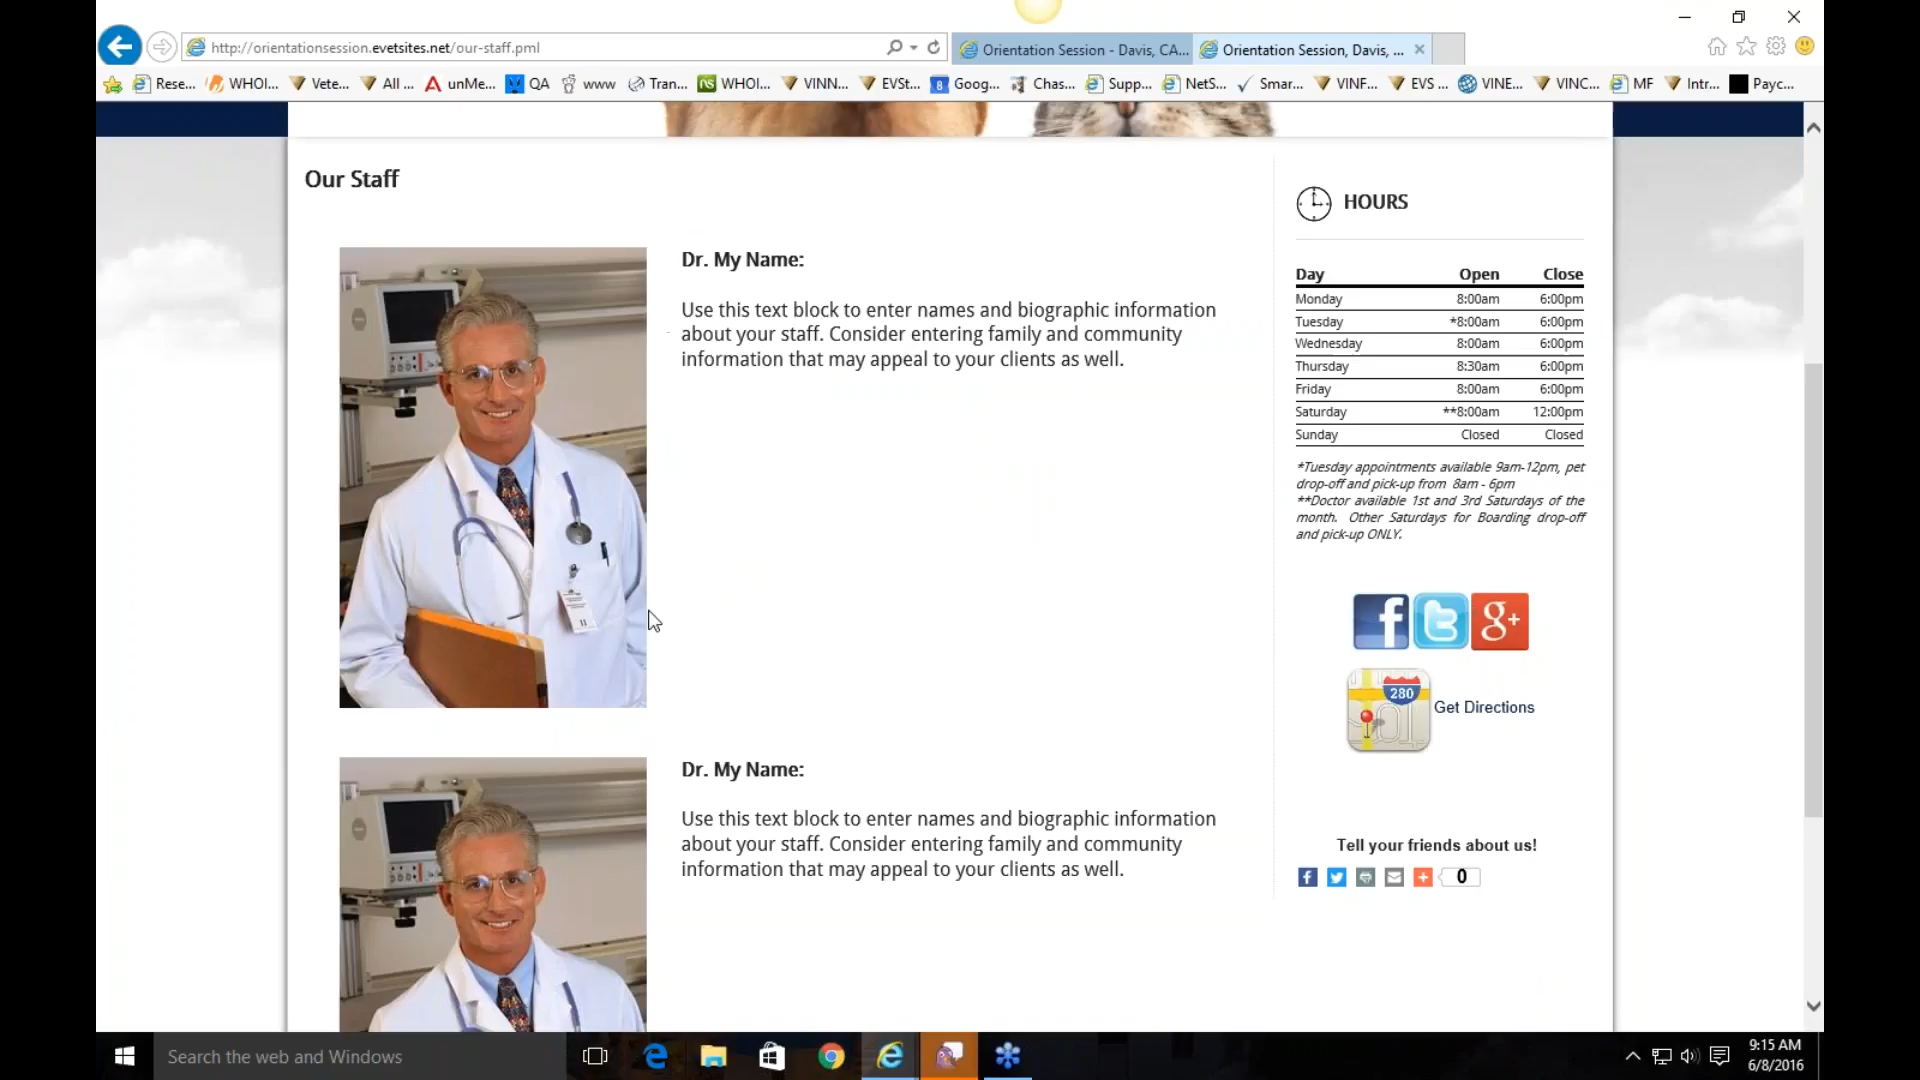 http://orientationsession.evetsites.net/our-staff.pml
Orientation Session - Davis, CA...
Orientation Session, Davis, ...
Rese...
WHOI...
Vete...
All ...
unMe...
QA
www
Tran...
WHOI...
VINN...
EVSt...
Goog...
Chas...
Supp...
NetS...
Smar...
VINF...
EVS ...
VINE...
VINC...
MF
Intr...
Payc...
Our Staff
Dr. My Name:
Use this text block to enter names and biographic information
about your staff. Consider entering family and community
information that may appeal to your clients as well.
Dr. My Name:
Use this text block to enter names and biographic information
about your staff. Consider entering family and community
information that may appeal to your clients as well.
HOURS
Day Open Close
Monday 8:00am 6:00pm
Tuesday *8:00am 6:00pm
Wednesday 8:00am 6:00pm
Thursday 8:30am 6:00pm
Friday 8:00am 6:00pm
Saturday **8:00am 12:00pm
Sunday Closed Closed
*Tuesday appointments available 9am-12pm, pet
drop-off and pick-up from 8am - 6pm
**Doctor available 1st and 3rd Saturdays of the
month. Other Saturdays for Boarding drop-off
and pick-up ONLY.
f
t
g+
280
Get Directions
Tell your friends about us!
0
Search the web and Windows
9:15 AM
6/8/2016